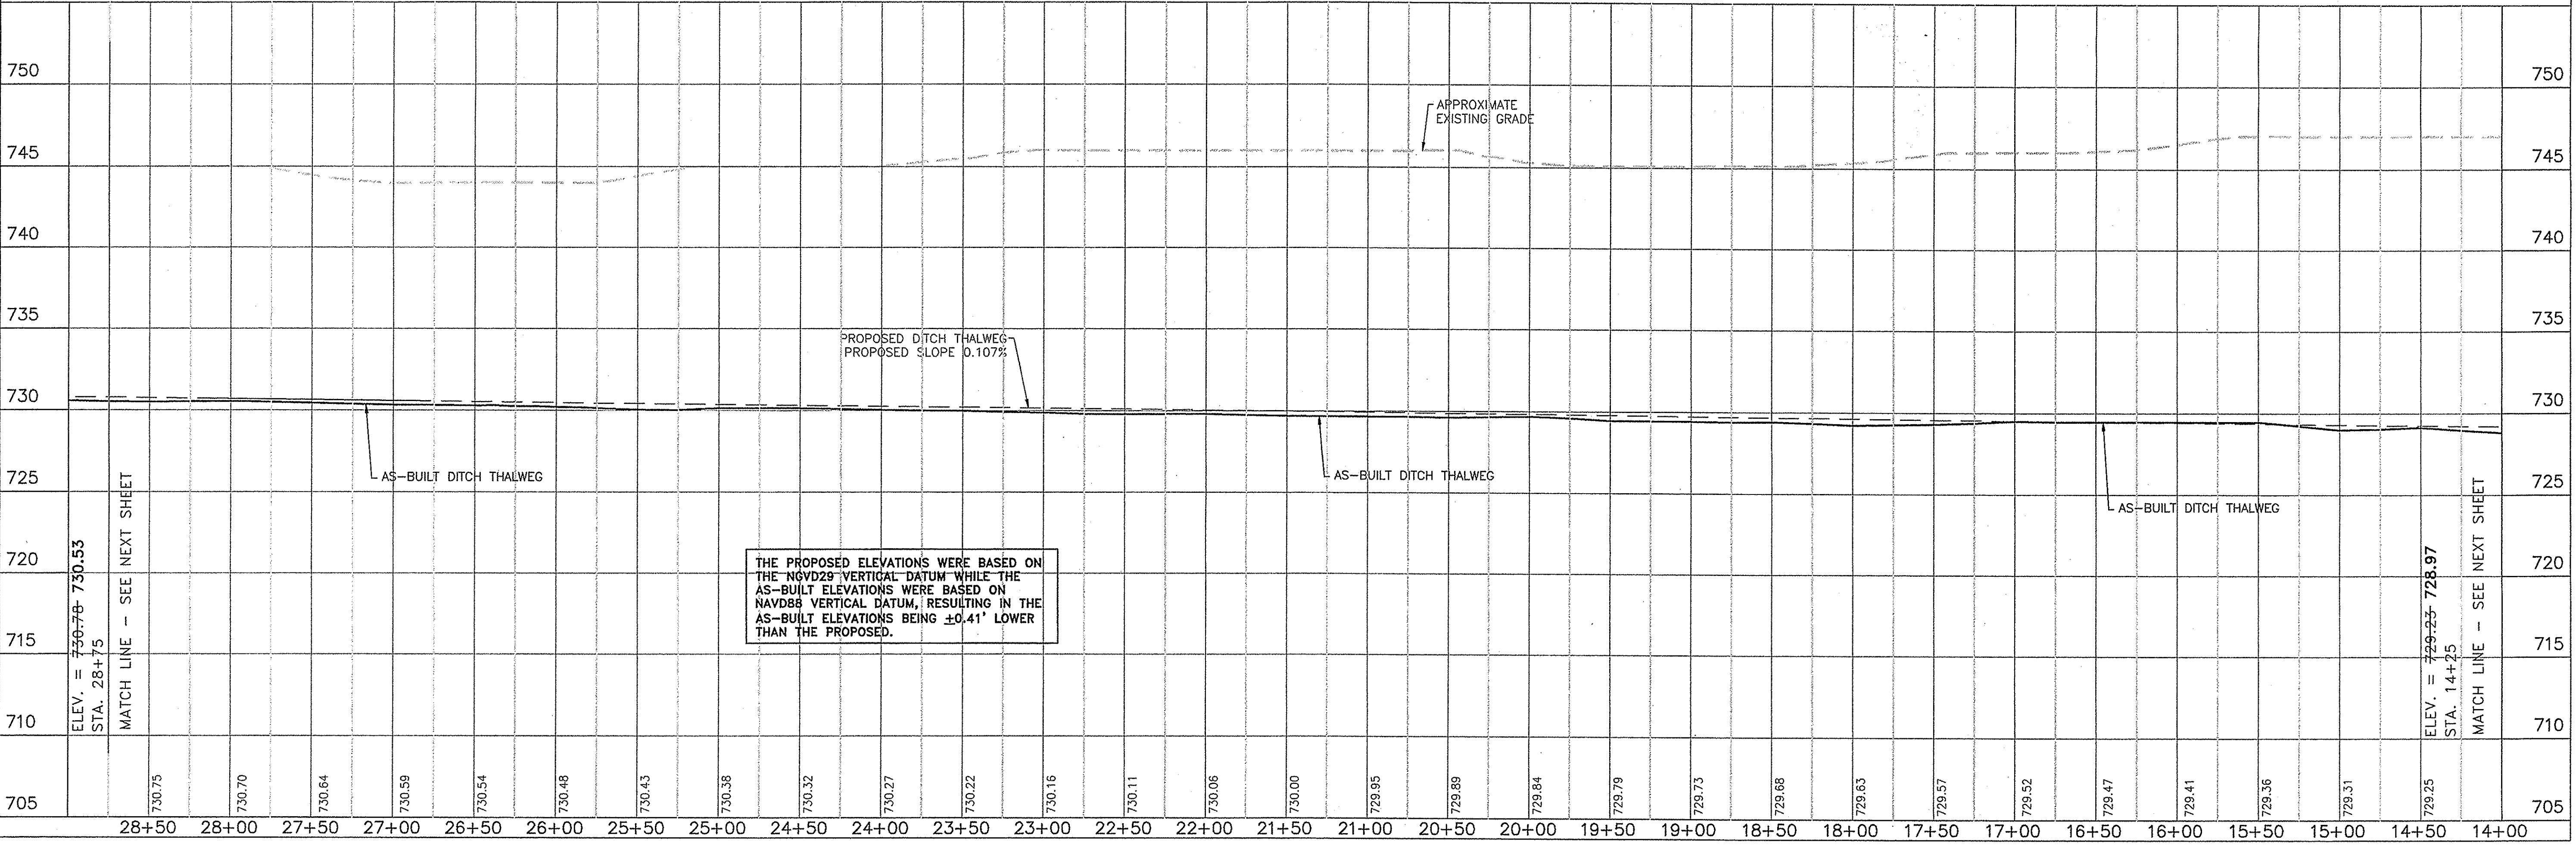 750
745
740
735
730
725
720
715
710
705
750
745
740
735
730
725
720
715
710
705
APPROXIMATE
EXISTING GRADE
PROPOSED DITCH THALWEG
PROPOSED SLOPE 0.107%
AS-BUILT DITCH THALWEG
AS-BUILT DITCH THALWEG
AS-BUILT DITCH THALWEG
THE PROPOSED ELEVATIONS WERE BASED ON
THE NGVD29 VERTICAL DATUM WHILE THE
AS-BUILT ELEVATIONS WERE BASED ON
NAVD88 VERTICAL DATUM, RESULTING IN THE
AS-BUILT ELEVATIONS BEING ±0.41' LOWER
THAN THE PROPOSED.
ELEV. = 730.78 730.53
STA. 28+75
MATCH LINE - SEE NEXT SHEET
ELEV. = 729.23 728.97
STA. 14+25
MATCH LINE - SEE NEXT SHEET
730.75 730.70 730.64 730.59 730.54 730.48 730.43 730.38 730.32 730.27 730.22 730.16 730.11 730.06 730.00 729.95 729.89 729.84 729.79 729.73 729.68 729.63 729.57 729.52 729.47 729.41 729.36 729.31 729.25
28+50 28+00 27+50 27+00 26+50 26+00 25+50 25+00 24+50 24+00 23+50 23+00 22+50 22+00 21+50 21+00 20+50 20+00 19+50 19+00 18+50 18+00 17+50 17+00 16+50 16+00 15+50 15+00 14+50 14+00